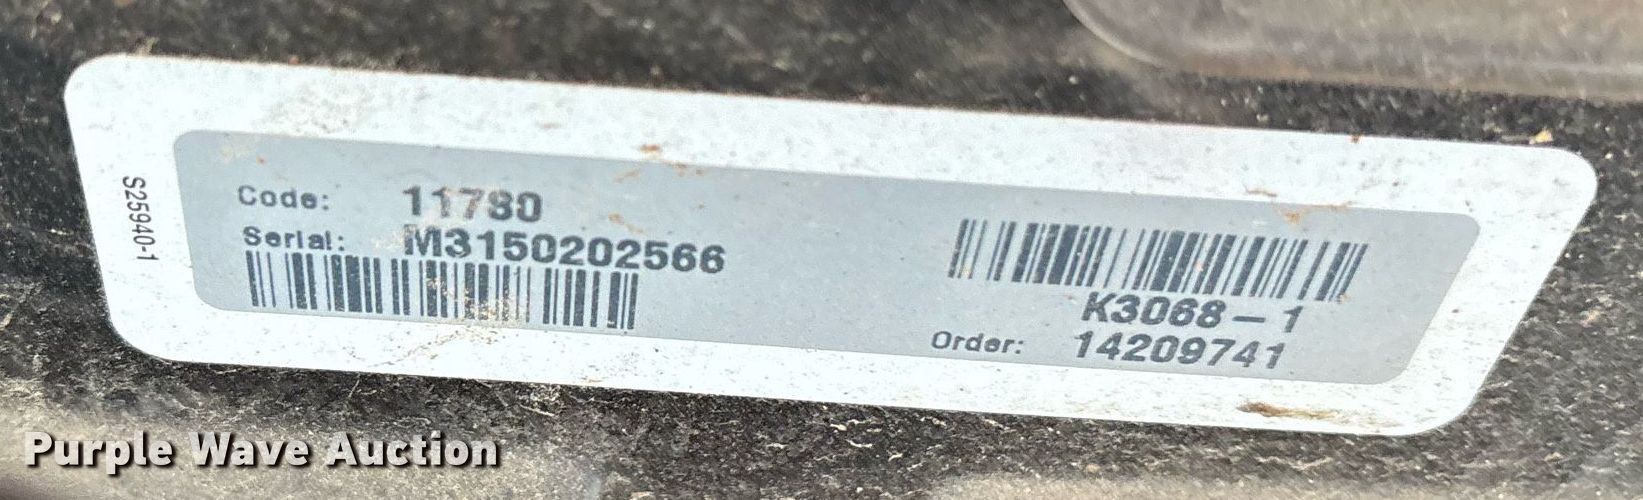 S25940-1
Code: 11780
Serial: M3150202566
K3068-1
Order: 14209741
Purple Wave Auction